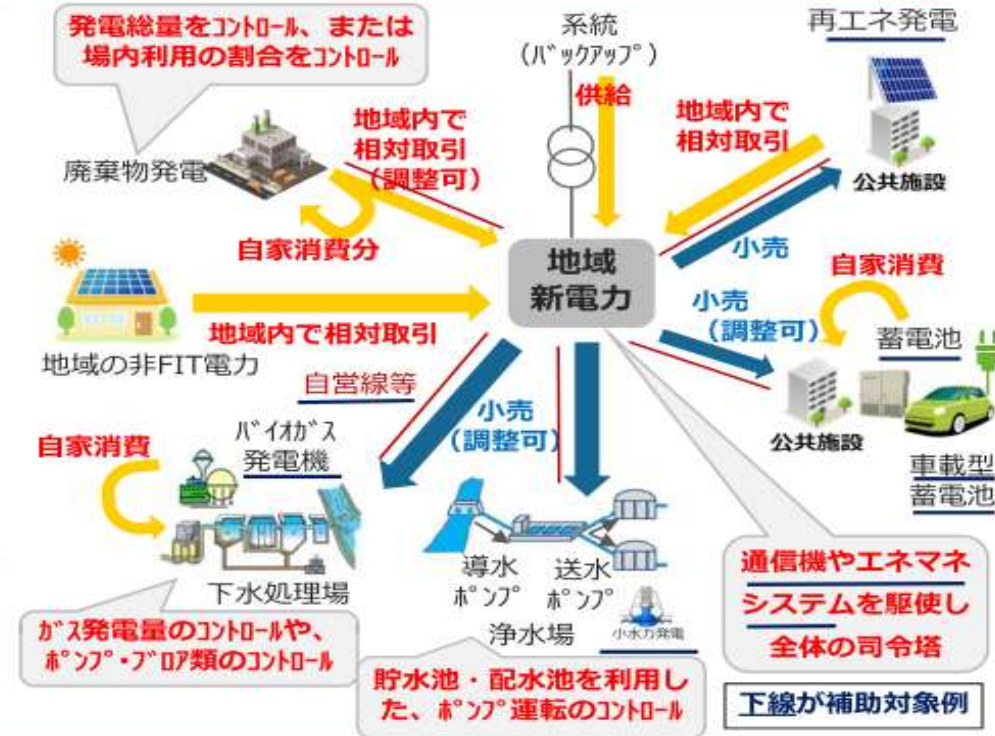 発電総量をｺﾝﾄﾛｰﾙ、または
場内利用の割合をｺﾝﾄﾛｰﾙ
系統
(ﾊﾞｯｸｱｯﾌﾟ)
供給
再エネ発電
廃棄物発電
地域内で
相対取引
（調整可）
地域内で
相対取引
公共施設
自家消費分
地域
新電力
小売
自家消費
小売
（調整可）
蓄電池
地域内で相対取引
地域の非FIT電力
自営線等
小売
（調整可）
公共施設
車載型
蓄電池
自家消費
ﾊﾞｲｵｶﾞｽ
発電機
下水処理場
導水
ﾎﾟﾝﾌﾟ
送水
ﾎﾟﾝﾌﾟ
浄水場
小水力発電
通信機やエネマネ
システムを駆使し
全体の司令塔
ｶﾞｽ発電量のｺﾝﾄﾛｰﾙや、
ﾎﾟﾝﾌﾟ・ﾌﾞﾛｱ類のｺﾝﾄﾛｰﾙ
貯水池・配水池を利用し
た、ﾎﾟﾝﾌﾟ運転のｺﾝﾄﾛｰﾙ
下線が補助対象例